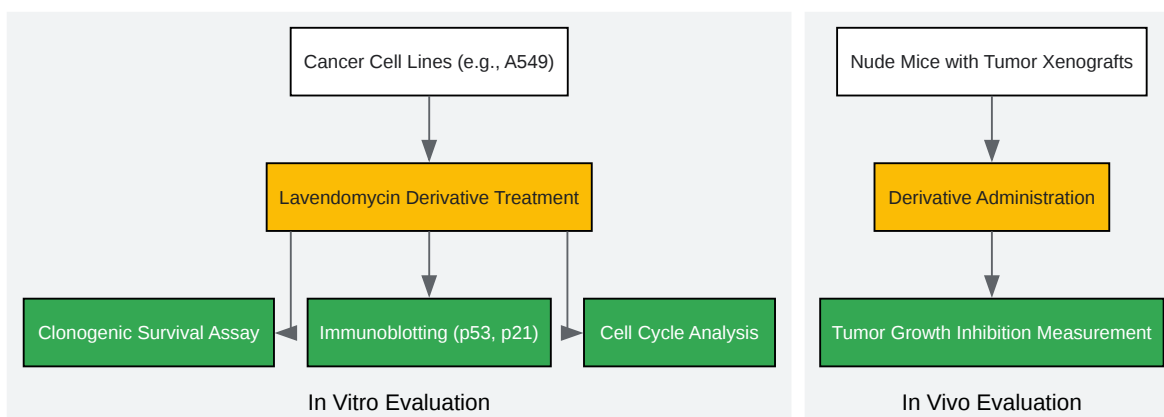 Cancer Cell Lines (e.g., A549)
Lavendomycin Derivative Treatment
Clonogenic Survival Assay
Immunoblotting (p53, p21)
Cell Cycle Analysis
In Vitro Evaluation
Nude Mice with Tumor Xenografts
Derivative Administration
Tumor Growth Inhibition Measurement
In Vivo Evaluation